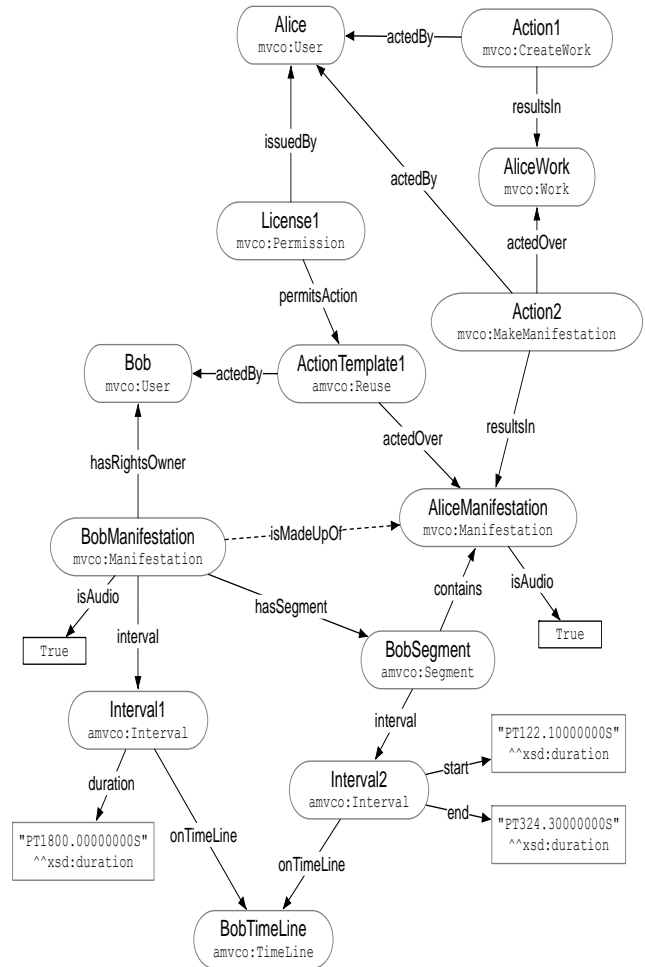 Alice
mvco:User
actedBy
Action1
mvco:CreateWork
resultsIn
issuedBy
actedBy
AliceWork
mvco:Work
License1
mvco:Permission
actedOver
permitsAction
Action2
mvco:MakeManifestation
Bob
mvco:User
actedBy
ActionTemplate1
amvco:Reuse
actedOver
resultsIn
hasRightsOwner
AliceManifestation
mvco:Manifestation
BobManifestation
mvco:Manifestation
isMadeUpOf
isAudio
hasSegment
contains
isAudio
True
interval
True
BobSegment
amvco:Segment
Interval1
amvco:Interval
interval
"PT122.10000000S"
^^xsd:duration
start
duration
Interval2
amvco:Interval
end
"PT324.30000000S"
^^xsd:duration
"PT1800.00000000S"
^^xsd:duration
onTimeLine
onTimeLine
BobTimeLine
amvco:TimeLine